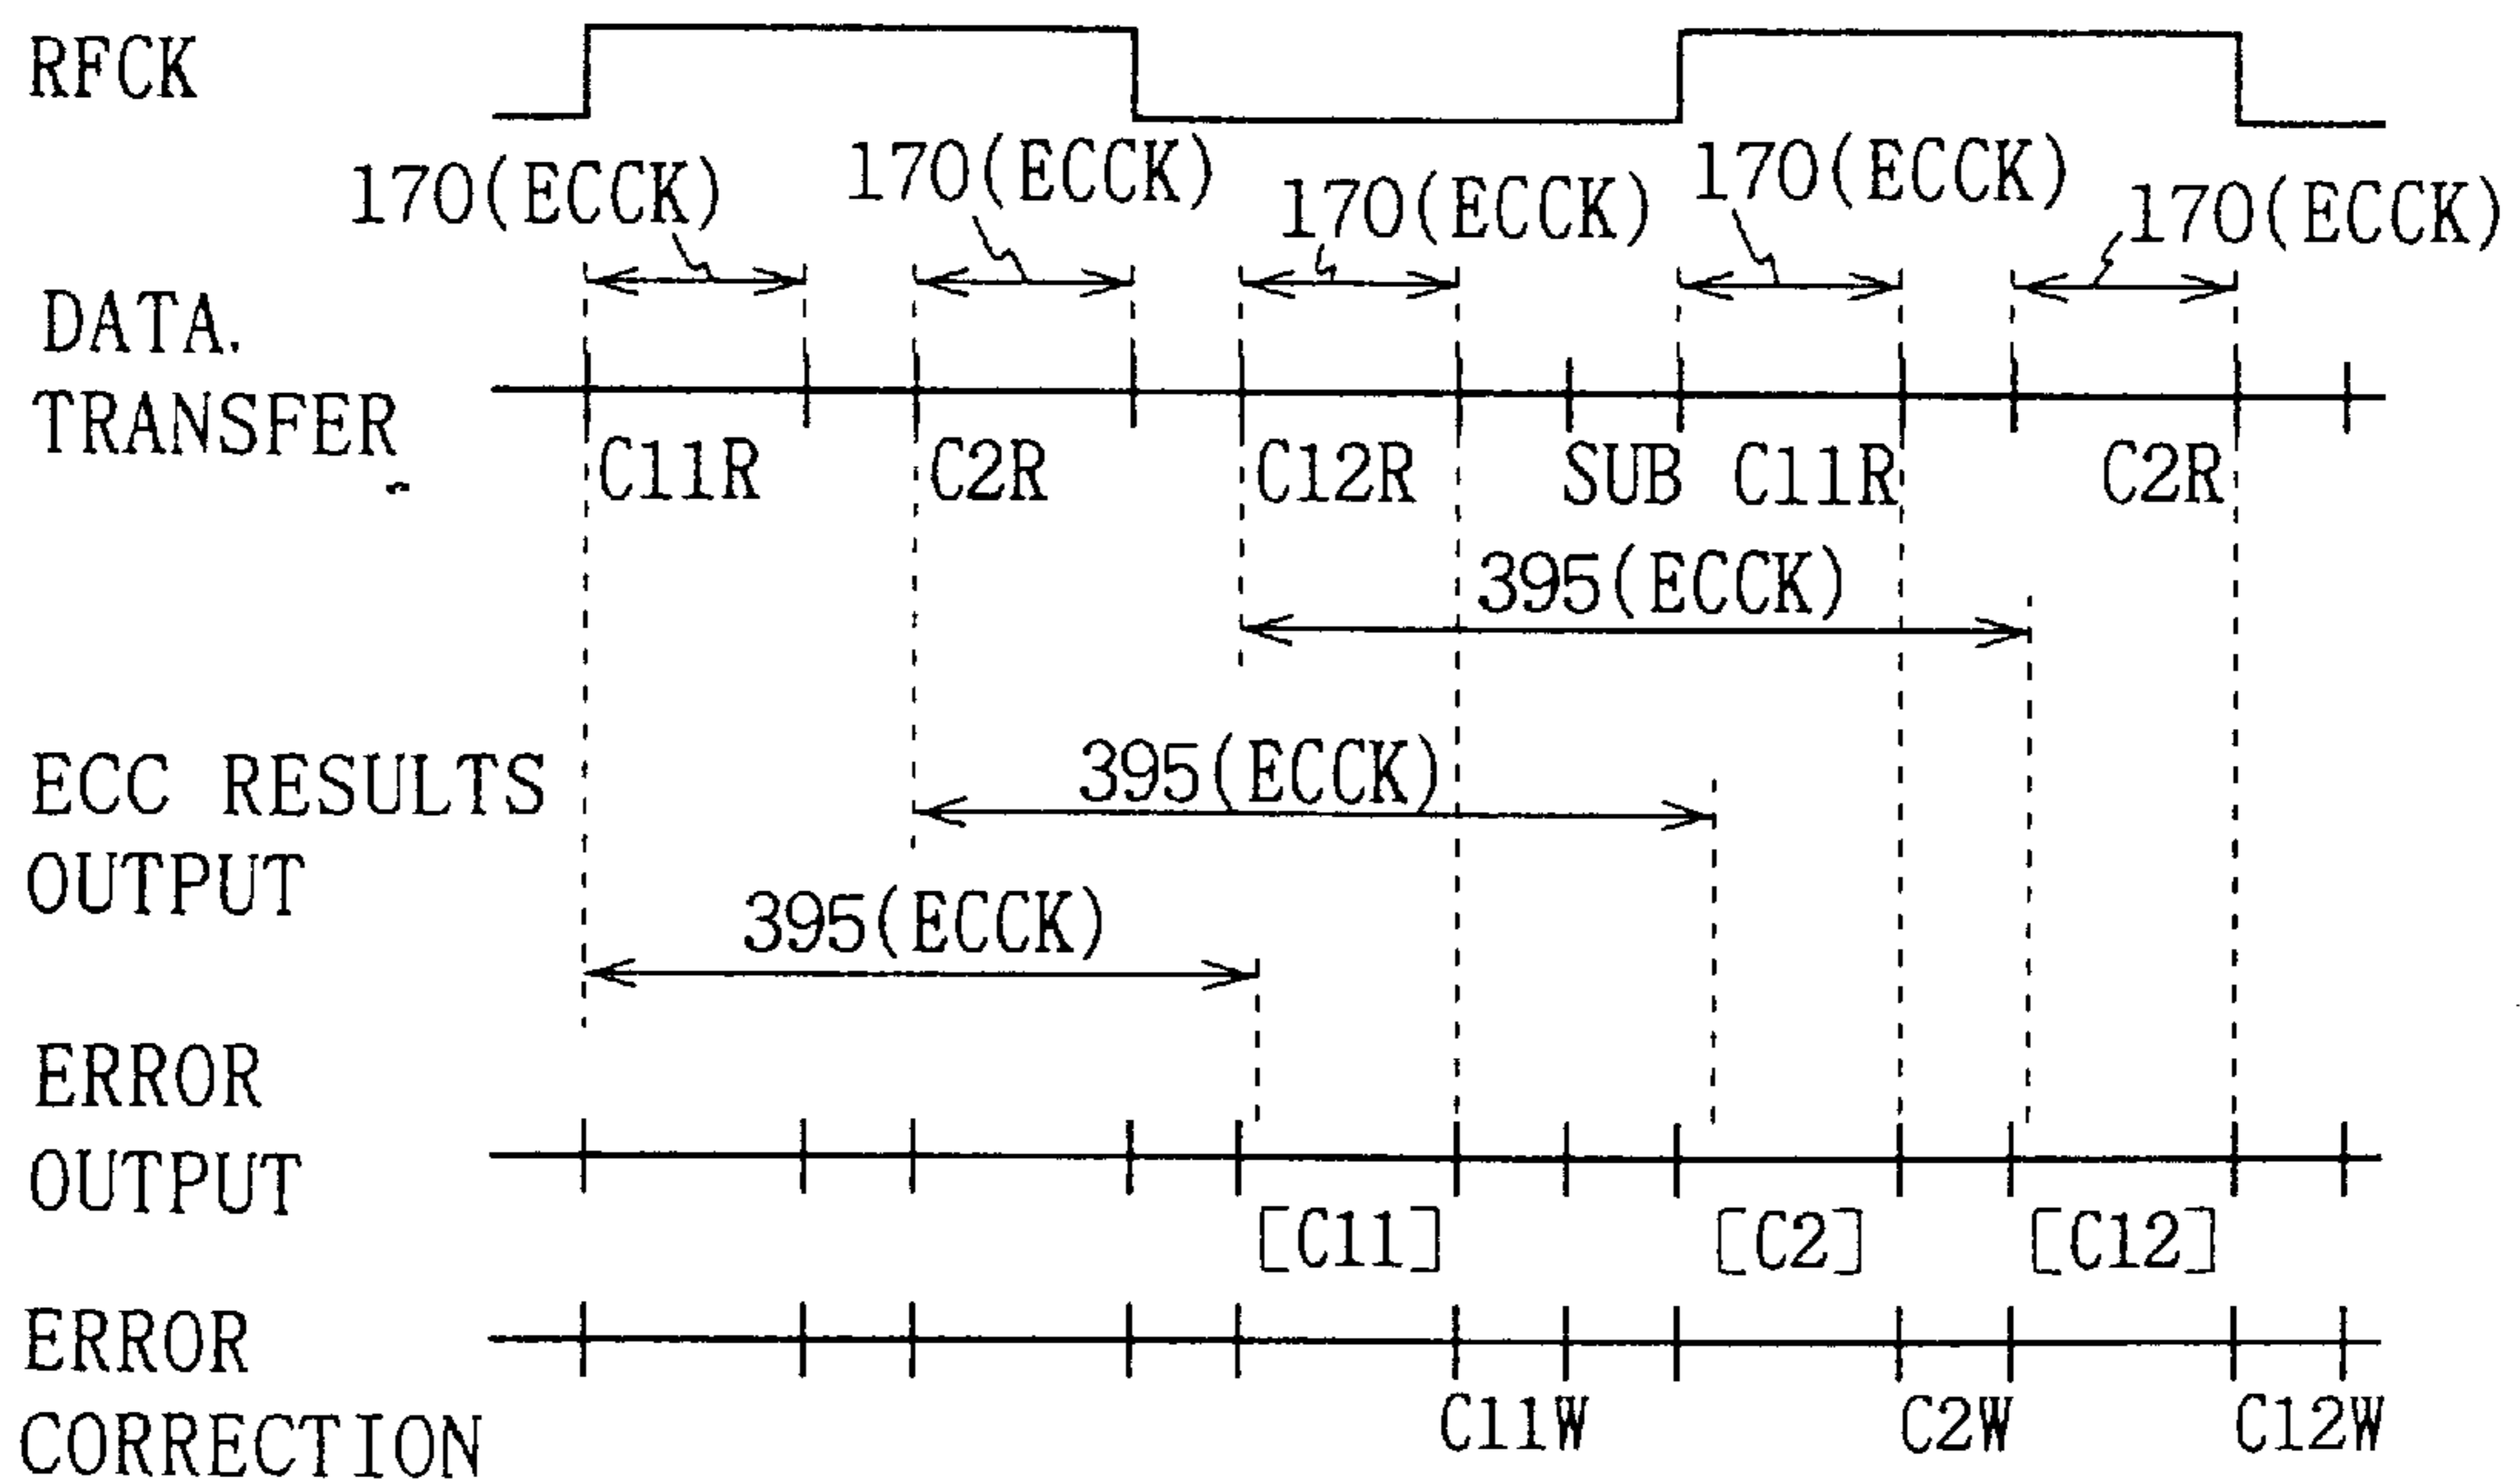 RFCK
170(ECCK) 170(ECCK) 170(ECCK) 170(ECCK) 170(ECCK)
DATA.
TRANSFER
C11R C2R C12R SUB C11R C2R
395(ECCK)
395(ECCK)
ECC RESULTS
OUTPUT
395(ECCK)
ERROR
OUTPUT
[C11] [C2] [C12]
ERROR
CORRECTION
C11W C2W C12W